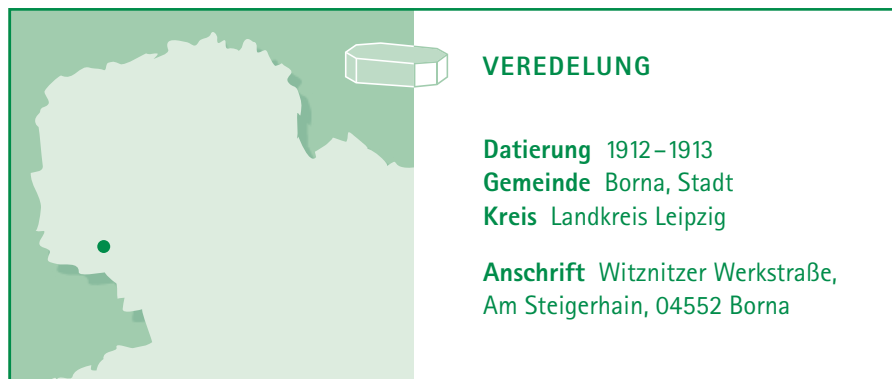 VEREDELUNG
Datierung 1912–1913
Gemeinde Borna, Stadt
Kreis Landkreis Leipzig
Anschrift Witznitzer Werkstraße,
Am Steigerhain, 04552 Borna